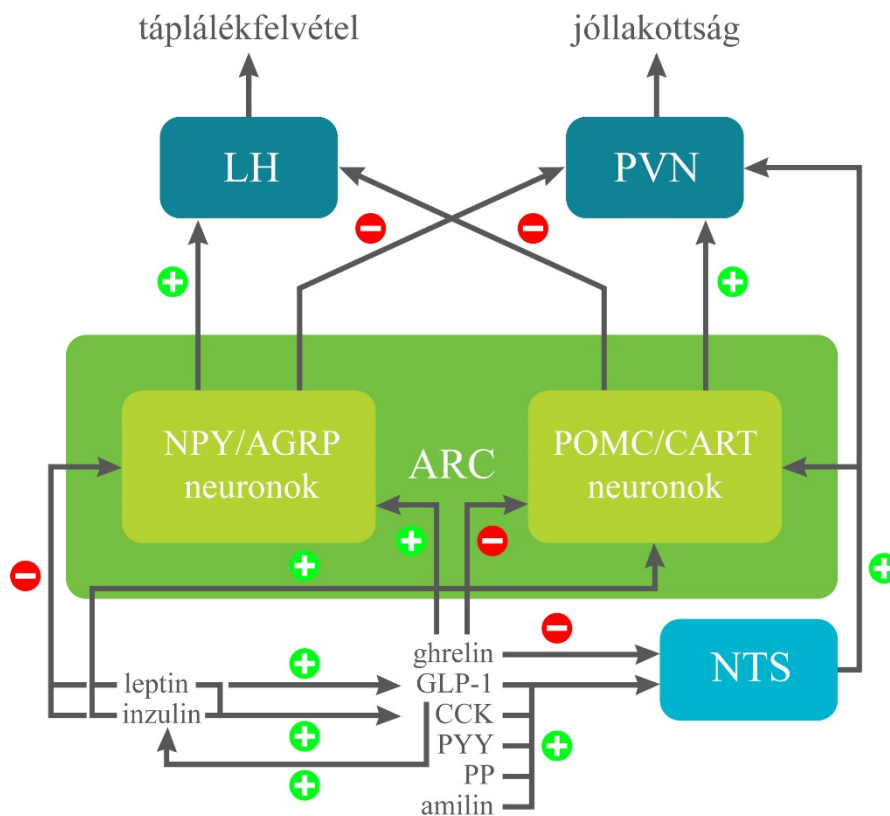 táplálékfelvétel
jóllakottság
LH
PVN
NPY/AGRP
neuronok
ARC
POMC/CART
neuronok
ghrelin
NTS
leptin
GLP-1
inzulin
CCK
PYY
PP
amilin